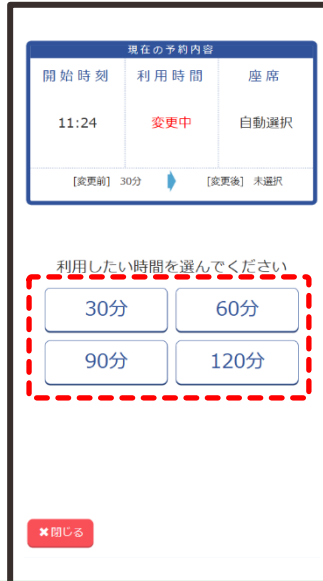 現在の予約内容
開始時刻 利用時間 座席
11:24 変更中 自動選択
[変更前] 30分 [変更後] 未選択
利用したい時間を選んでください
30分 60分
90分 120分
✖閉じる